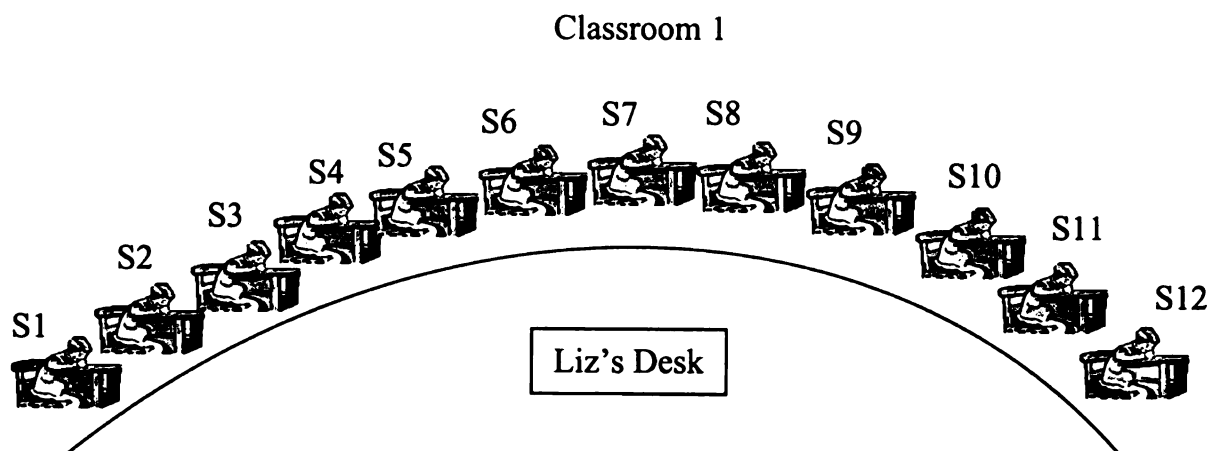 Classroom 1
S1
S2
S3
S4
S5
S6
S7
S8
S9
S10
S11
S12
Liz's Desk